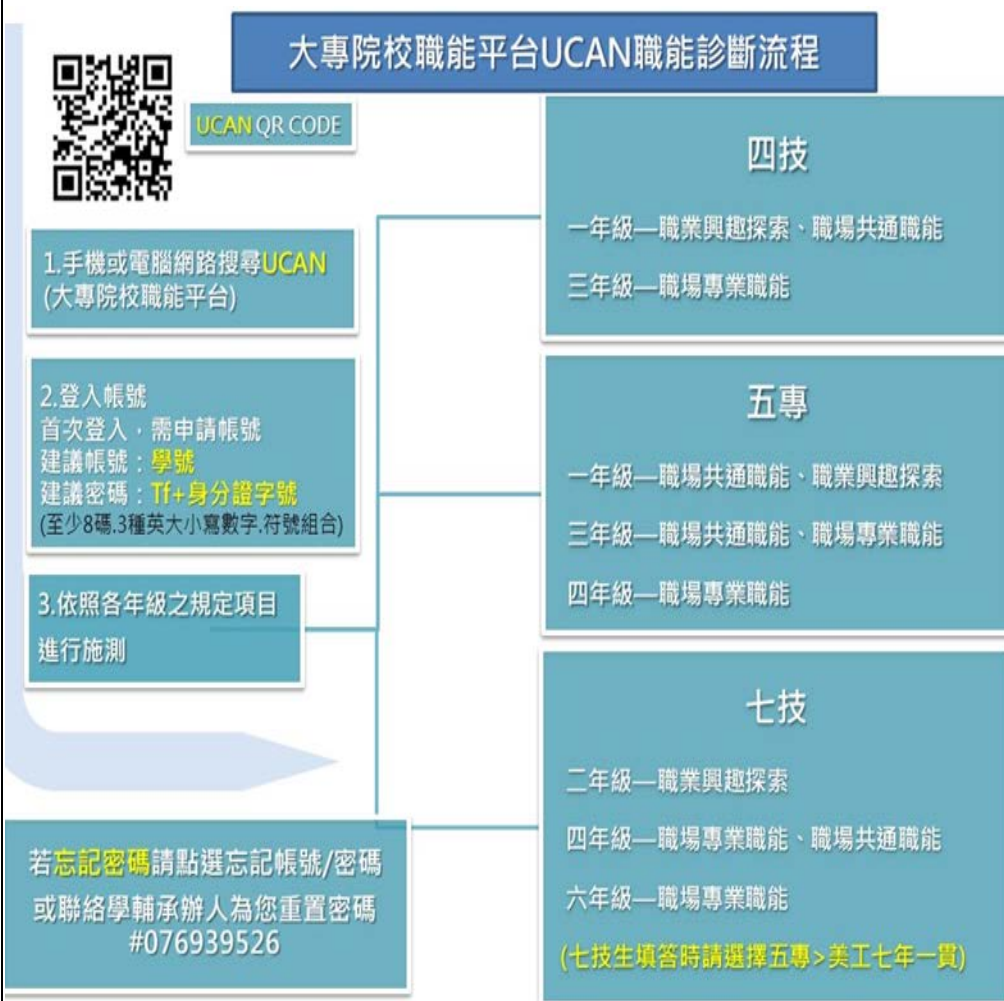 大專院校職能平台UCAN職能診斷流程
UCAN QR CODE
1.手機或電腦網路搜尋UCAN
(大專院校職能平台)
2.登入帳號
首次登入，需申請帳號
建議帳號：學號
建議密碼：Tf+身分證字號
(至少8碼.3種英大小寫數字.符號組合)
3.依照各年級之規定項目
進行施測
若忘記密碼請點選忘記帳號/密碼
或聯絡學輔承辦人為您重置密碼
#076939526
四技
一年級—職業興趣探索、職場共通職能
三年級—職場專業職能
五專
一年級—職場共通職能、職業興趣探索
三年級—職場共通職能、職場專業職能
四年級—職場專業職能
七技
二年級—職業興趣探索
四年級—職場專業職能、職場共通職能
六年級—職場專業職能
(七技生填答時請選擇五專>美工七年一貫)